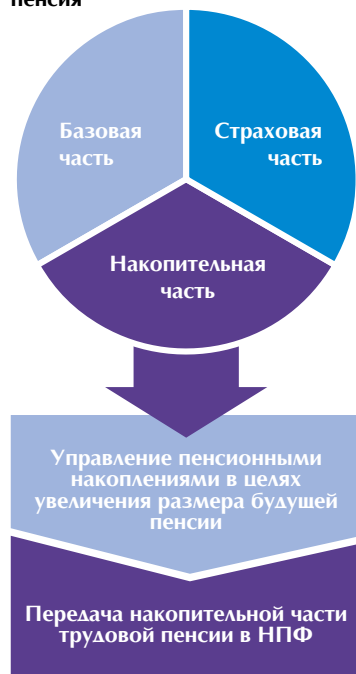 пенсия
Базовая
часть
Страховая
часть
Накопительная
часть
Управление пенсионными
накоплениями в целях
увеличения размера будущей
пенсии
Передача накопительной части
трудовой пенсии в НПФ